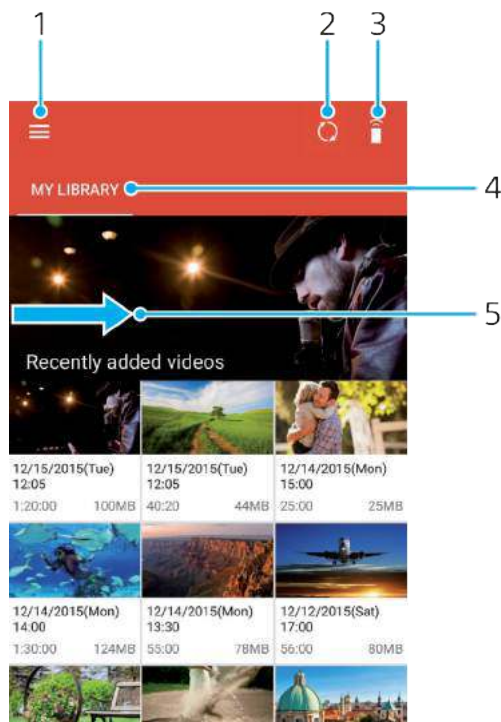 1 2 3
MY LIBRARY 4
5
Recently added videos
12/15/2015(Tue) 12/15/2015(Tue) 12/14/2015(Mon)
12:05 12:05 15:00
1:20:00 100MB 40:20 44MB 25:00 25MB
12/14/2015(Mon) 12/14/2015(Mon) 12/12/2015(Sat)
14:00 13:30 17:00
1:30:00 124MB 55:00 78MB 56:00 80MB